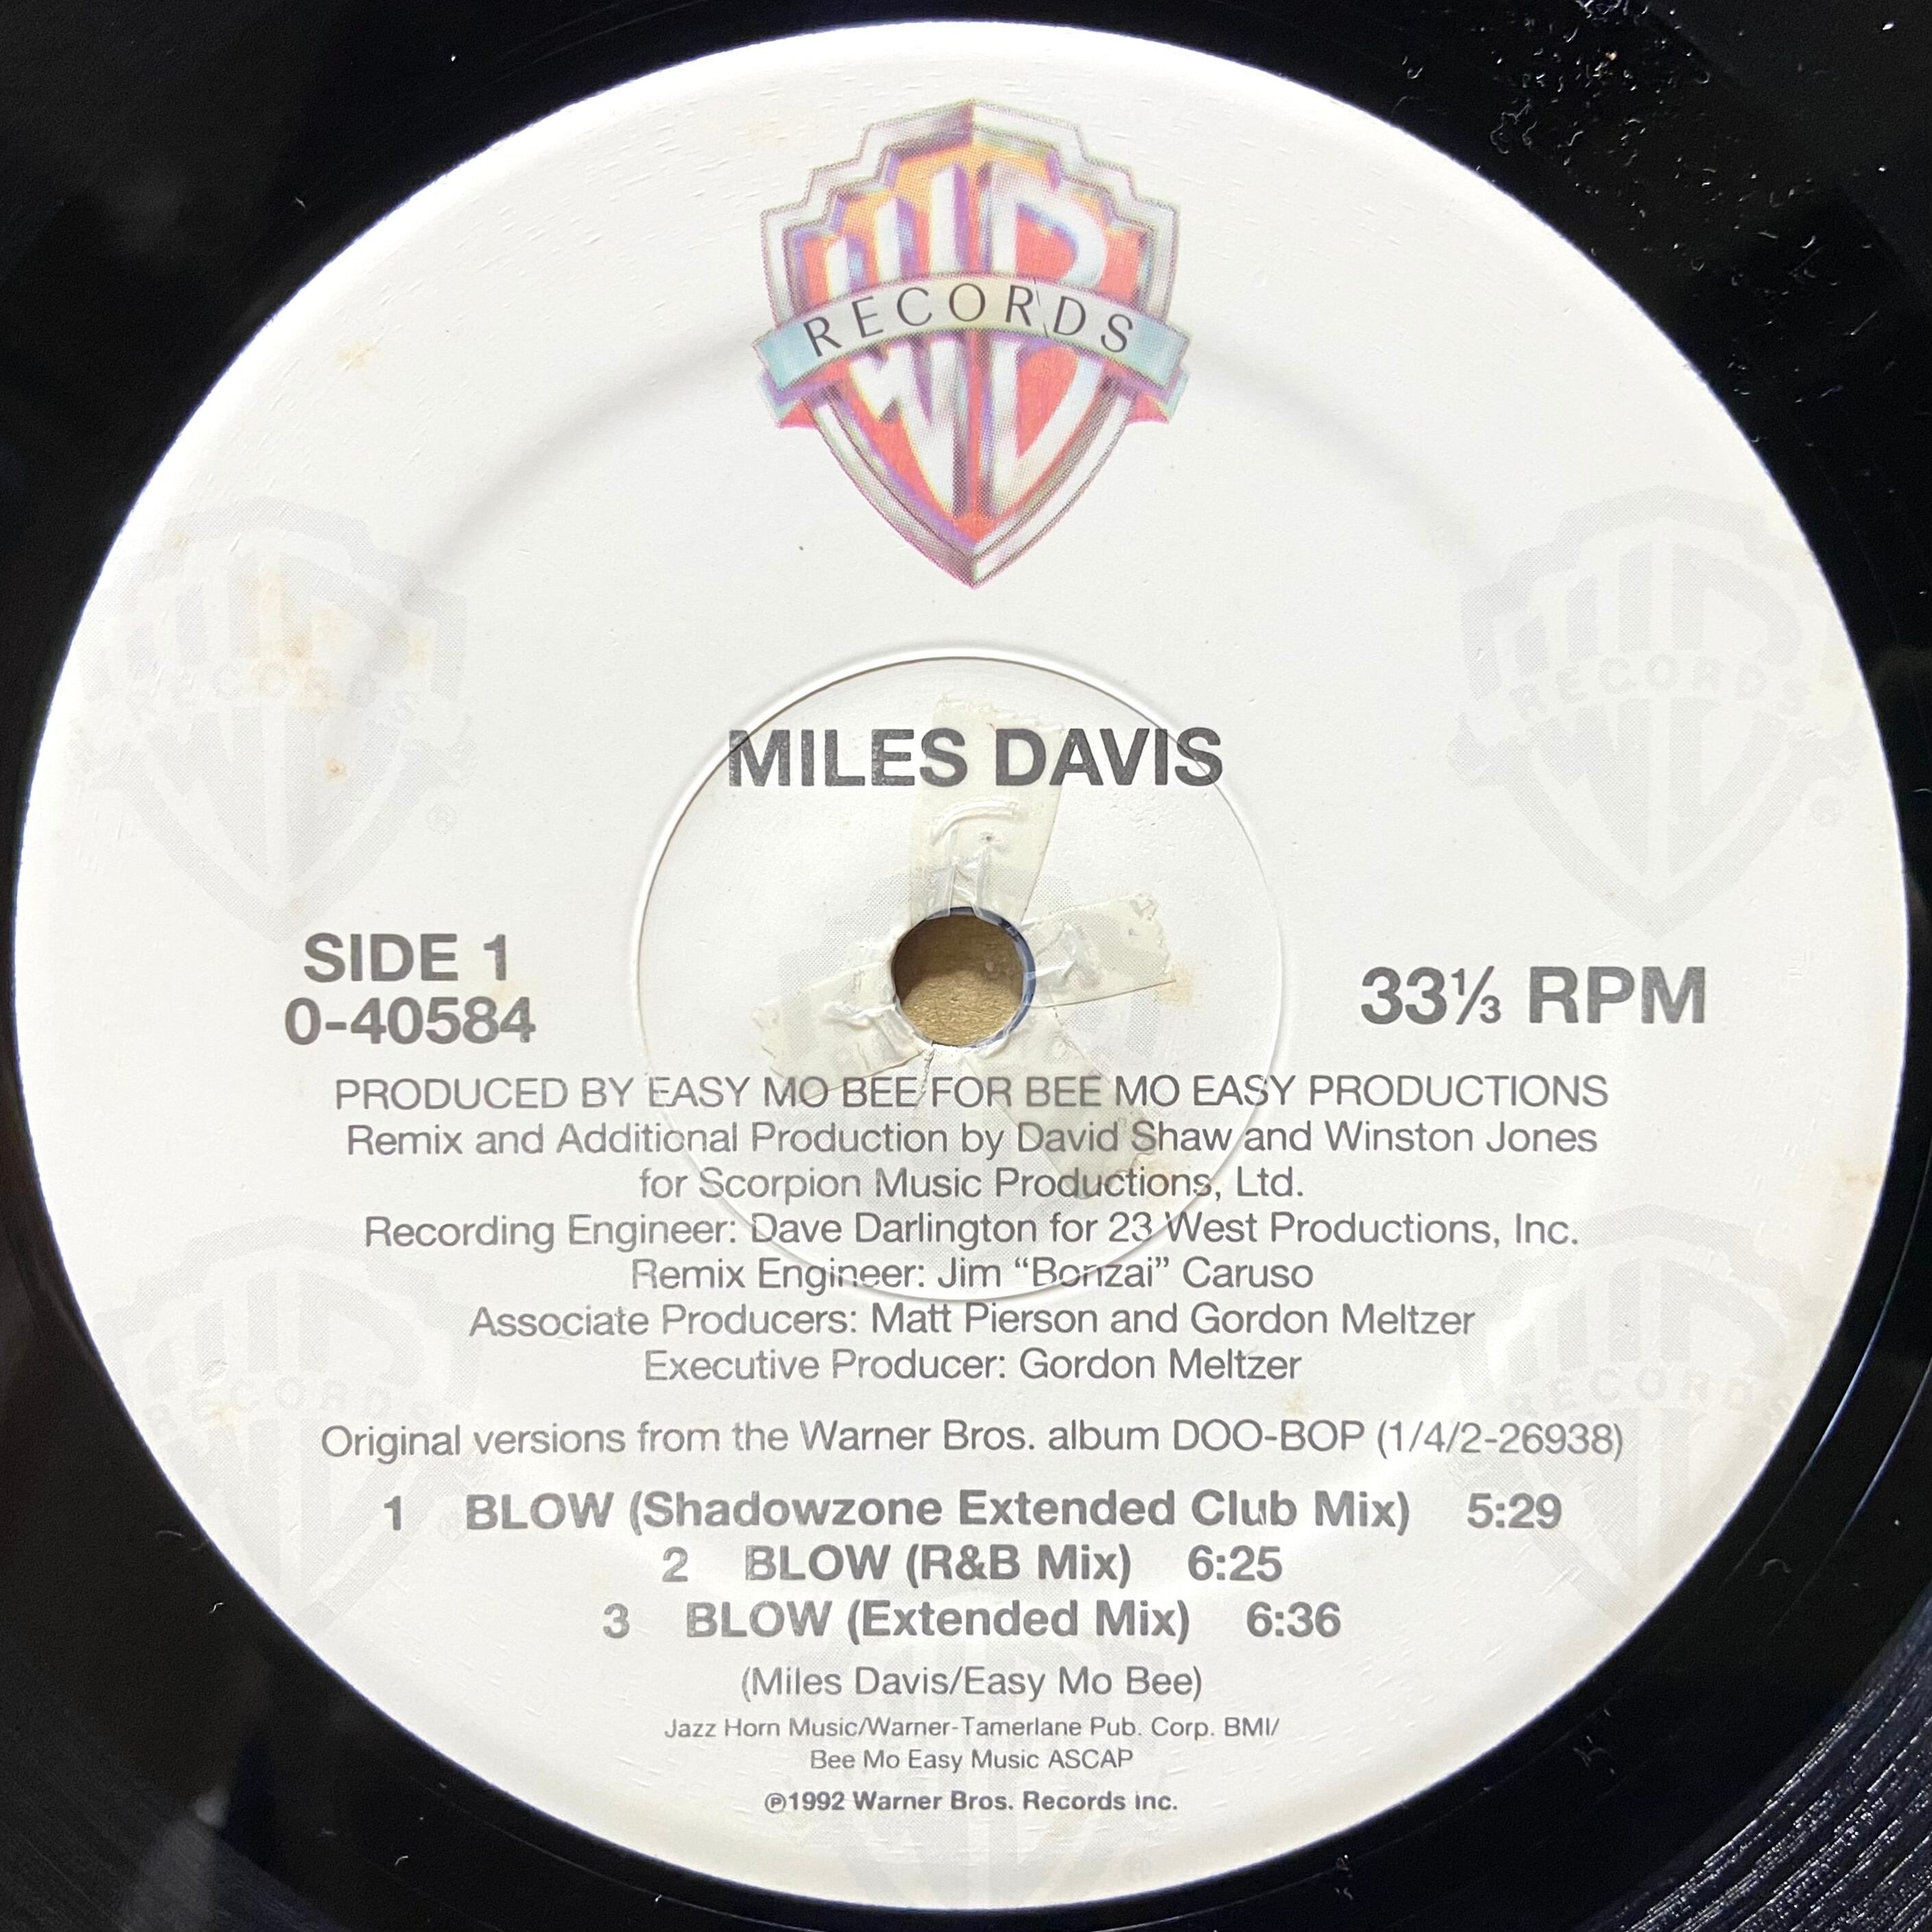 WB
RECORDS
MILES DAVIS
SIDE 1
0-40584
33⅓ RPM
PRODUCED BY EASY MO BEE FOR BEE MO EASY PRODUCTIONS
Remix and Additional Production by David Shaw and Winston Jones
for Scorpion Music Productions, Ltd.
Recording Engineer: Dave Darlington for 23 West Productions, Inc.
Remix Engineer: Jim “Bonzai” Caruso
Associate Producers: Matt Pierson and Gordon Meltzer
Executive Producer: Gordon Meltzer
Original versions from the Warner Bros. album DOO-BOP (1/4/2-26938)
1 BLOW (Shadowzone Extended Club Mix) 5:29
2 BLOW (R&B Mix) 6:25
3 BLOW (Extended Mix) 6:36
(Miles Davis/Easy Mo Bee)
Jazz Horn Music/Warner-Tamerlane Pub. Corp. BMI/
Bee Mo Easy Music ASCAP
℗1992 Warner Bros. Records Inc.